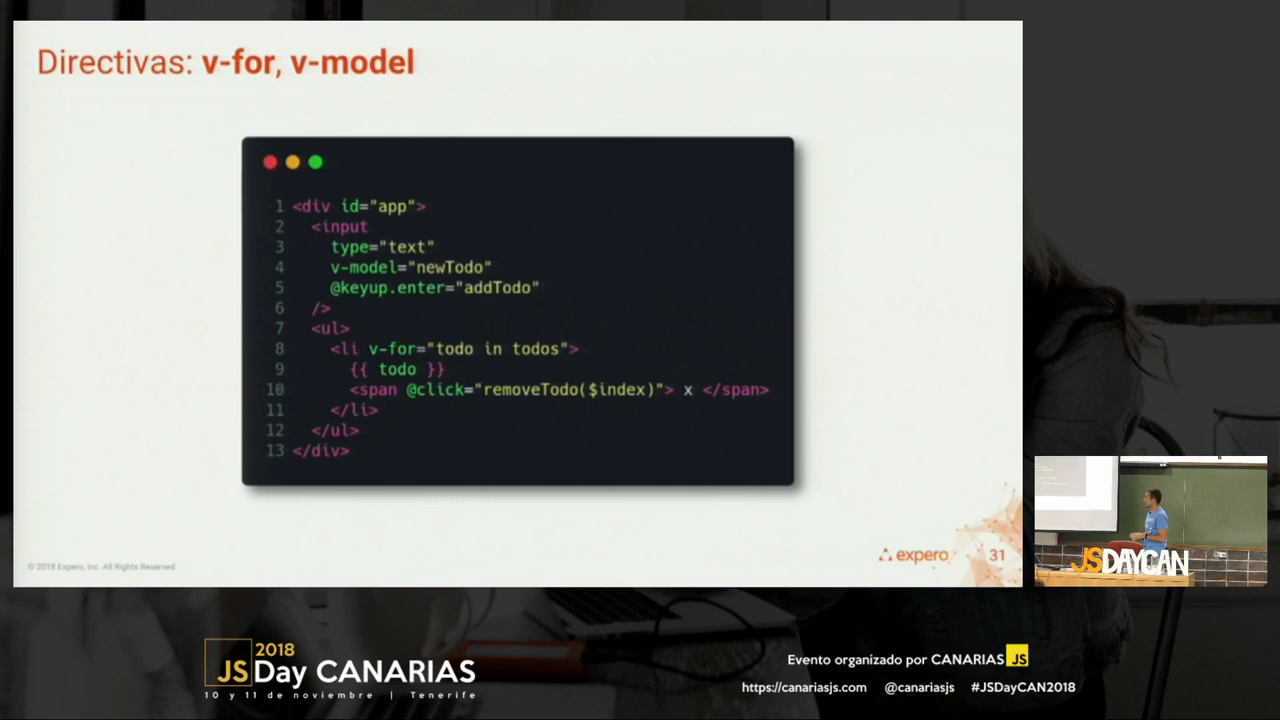 Directivas: v-for, v-model
1 <div id="app">
2 <input
3 type="text"
4 v-model="newTodo"
5 @keyup.enter="addTodo"
6 />
7 <ul>
8 <li v-for="todo in todos">
9 {{ todo }}
10 <span @click="removeTodo($index)"> x </span>
11 </li>
12 </ul>
13 </div>
© 2018 Expero, Inc. All Rights Reserved
expero 31
JSDAYCAN
2018
JSDay CANARIAS
10 y 11 de noviembre | Tenerife
Evento organizado por CANARIAS JS
https://canariasjs.com @canariasjs #JSDayCAN2018